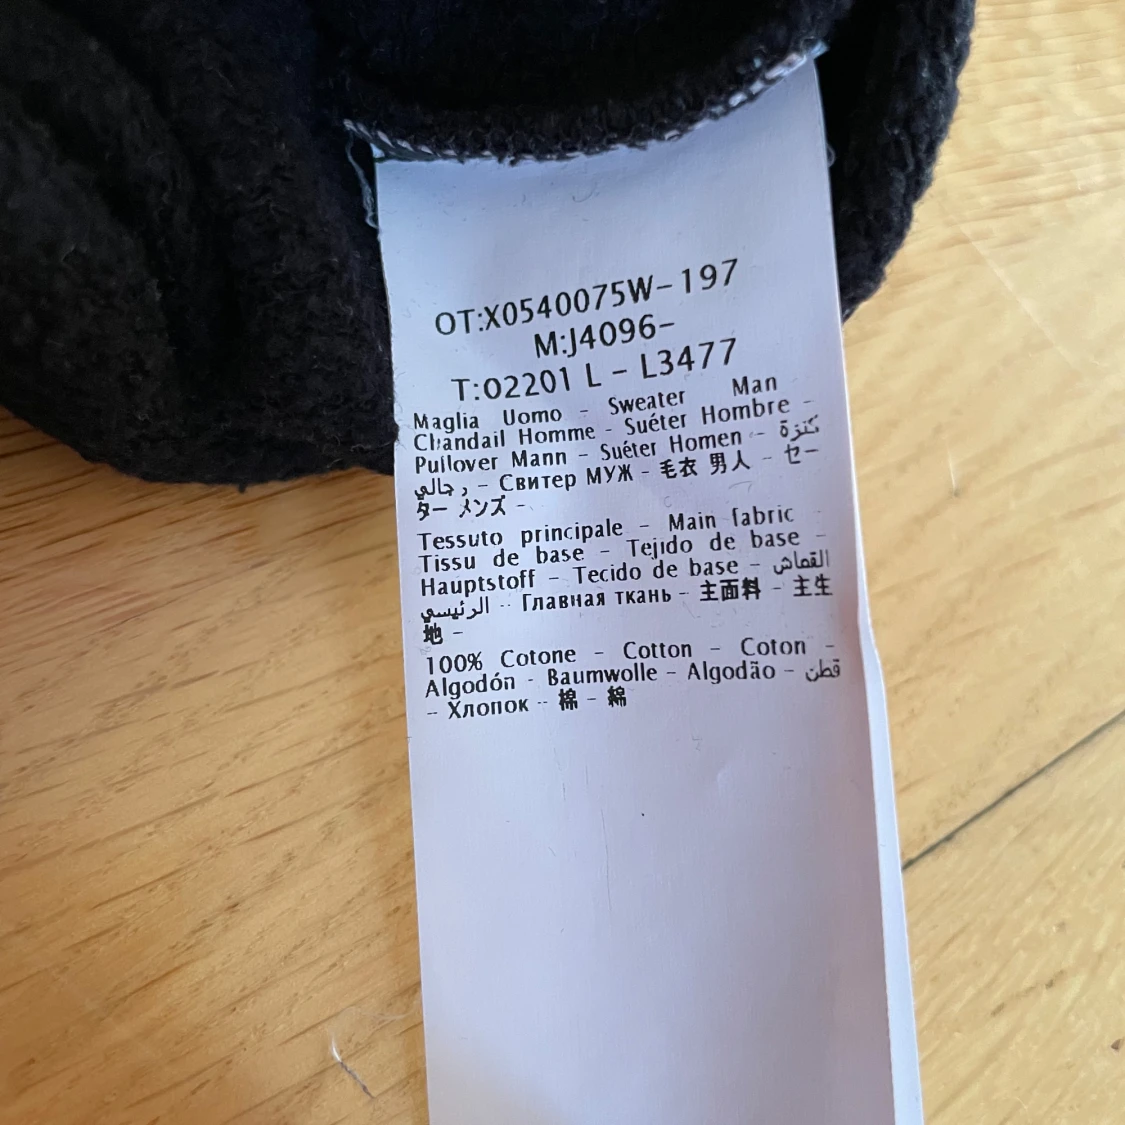 OT:X0540075W-197
M:J4096-
T:02201 L - L3477
Maglia Uomo - Sweater Man
Chandail Homme - Suéter Hombre -
Pullover Mann - Suéter Homen - كنزة
رجالي - Свитер МУЖ - 毛衣 男人 - セー
ター メンズ -
Tessuto principale - Main fabric
Tissu de base - Tejido de base -
Hauptstoff - Tecido de base - القماش
الرئيسي - Главная ткань - 主面料 - 主生
地 -
100% Cotone - Cotton - Coton -
Algodón - Baumwolle - Algodão - قطن
- Хлопок - 棉 - 綿